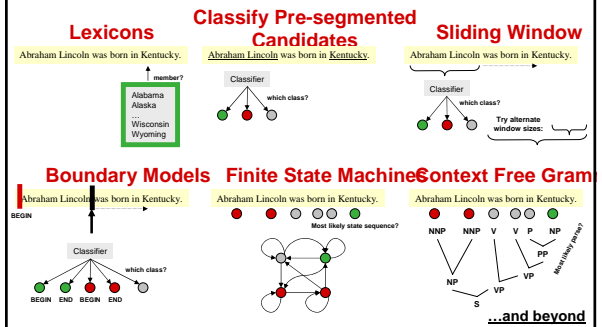 Lexicons
Abraham Lincoln was born in Kentucky.
member?
Alabama
Alaska
…
Wisconsin
Wyoming
Classify Pre-segmented
Candidates
Abraham Lincoln was born in Kentucky.
Classifier
which class?
Sliding Window
Abraham Lincoln was born in Kentucky.
Classifier
which class?
Try alternate
window sizes:
Boundary Models
Abraham Lincoln was born in Kentucky.
BEGIN
Classifier
which class?
BEGIN END BEGIN END
Finite State Machines
Abraham Lincoln was born in Kentucky.
Most likely state sequence?
Context Free Gram
Abraham Lincoln was born in Kentucky.
NNP NNP V V P NP
Most likely parse?
PP
VP
NP
VP
S
…and beyond